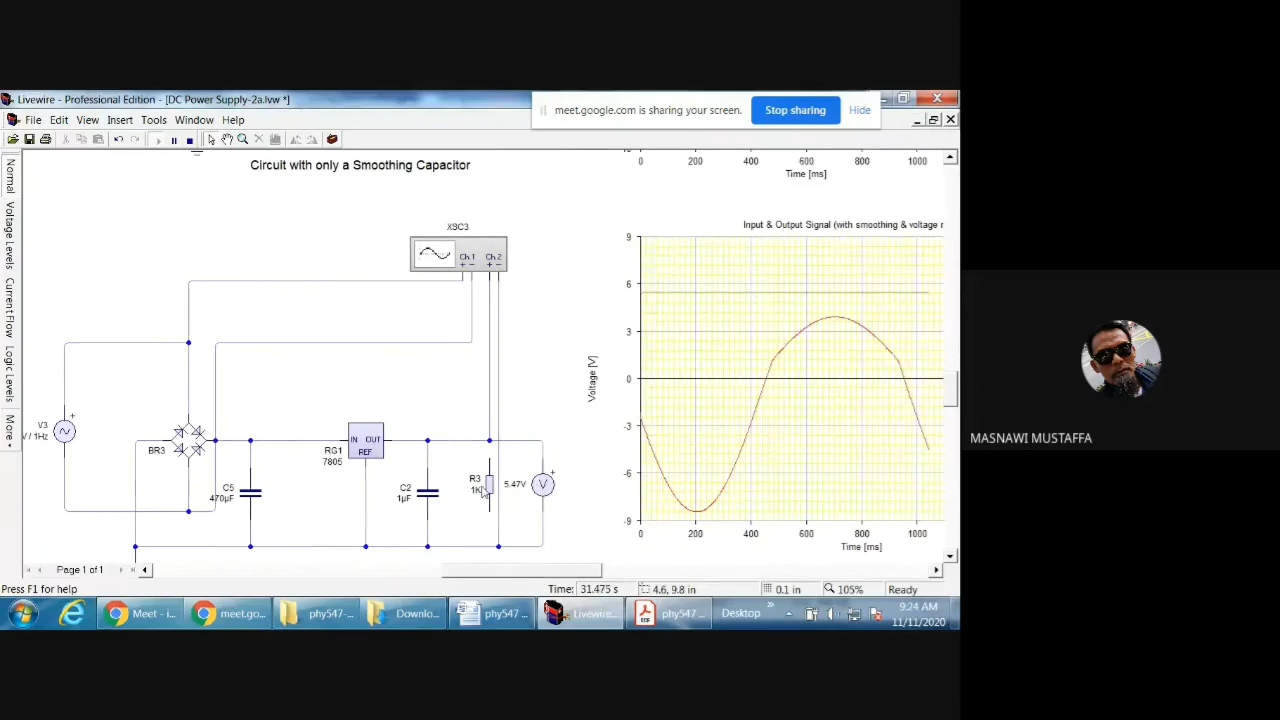 Livewire - Professional Edition - [DC Power Supply-2a.lvw *]
meet.google.com is sharing your screen.
Stop sharing
Hide
File Edit View Insert Tools Window Help
Normal
Voltage Levels
Current Flow
Logic Levels
More
Circuit with only a Smoothing Capacitor
XSC3
Ch.1
Ch.2
+ -
+ -
V3
V / 1Hz
+
BR3
C5
470µF
RG1
7805
IN OUT
REF
C2
1µF
R3
1K
5.47V
V
+
0 200 400 600 800 1000
Time [ms]
Input & Output Signal (with smoothing & voltage r
Voltage [V]
9
6
3
0
-3
-6
-9
0 200 400 600 800 1000
Time [ms]
MASNAWI MUSTAFFA
Page 1 of 1
Press F1 for help
Time: 31.475 s
4.6, 9.8 in
0.1 in
105%
Ready
Meet - i...
meet.go...
phy547-...
Downlo...
phy547 ...
Livewire...
phy547 ...
Desktop
9:24 AM
11/11/2020